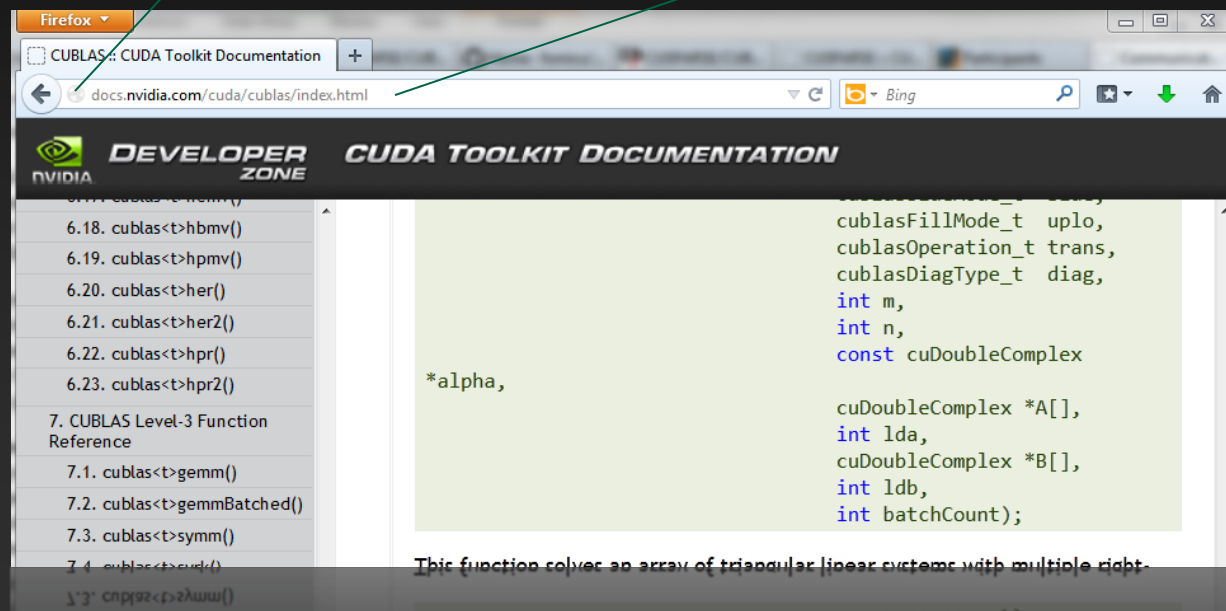 Firefox
CUBLAS :: CUDA Toolkit Documentation
docs.nvidia.com/cuda/cublas/index.html
Bing
NVIDIA
DEVELOPER ZONE
CUDA TOOLKIT DOCUMENTATION
6.18. cublas<t>hbmv()
6.19. cublas<t>hpmv()
6.20. cublas<t>her()
6.21. cublas<t>her2()
6.22. cublas<t>hpr()
6.23. cublas<t>hpr2()
7. CUBLAS Level-3 Function
Reference
7.1. cublas<t>gemm()
7.2. cublas<t>gemmBatched()
7.3. cublas<t>symm()
7.4. cublas<t>syrk()
cublasFillMode_t uplo,
cublasOperation_t trans,
cublasDiagType_t diag,
int m,
int n,
const cuDoubleComplex
*alpha,
cuDoubleComplex *A[],
int lda,
cuDoubleComplex *B[],
int ldb,
int batchCount);
This function solves an array of triangular linear systems with multiple right-